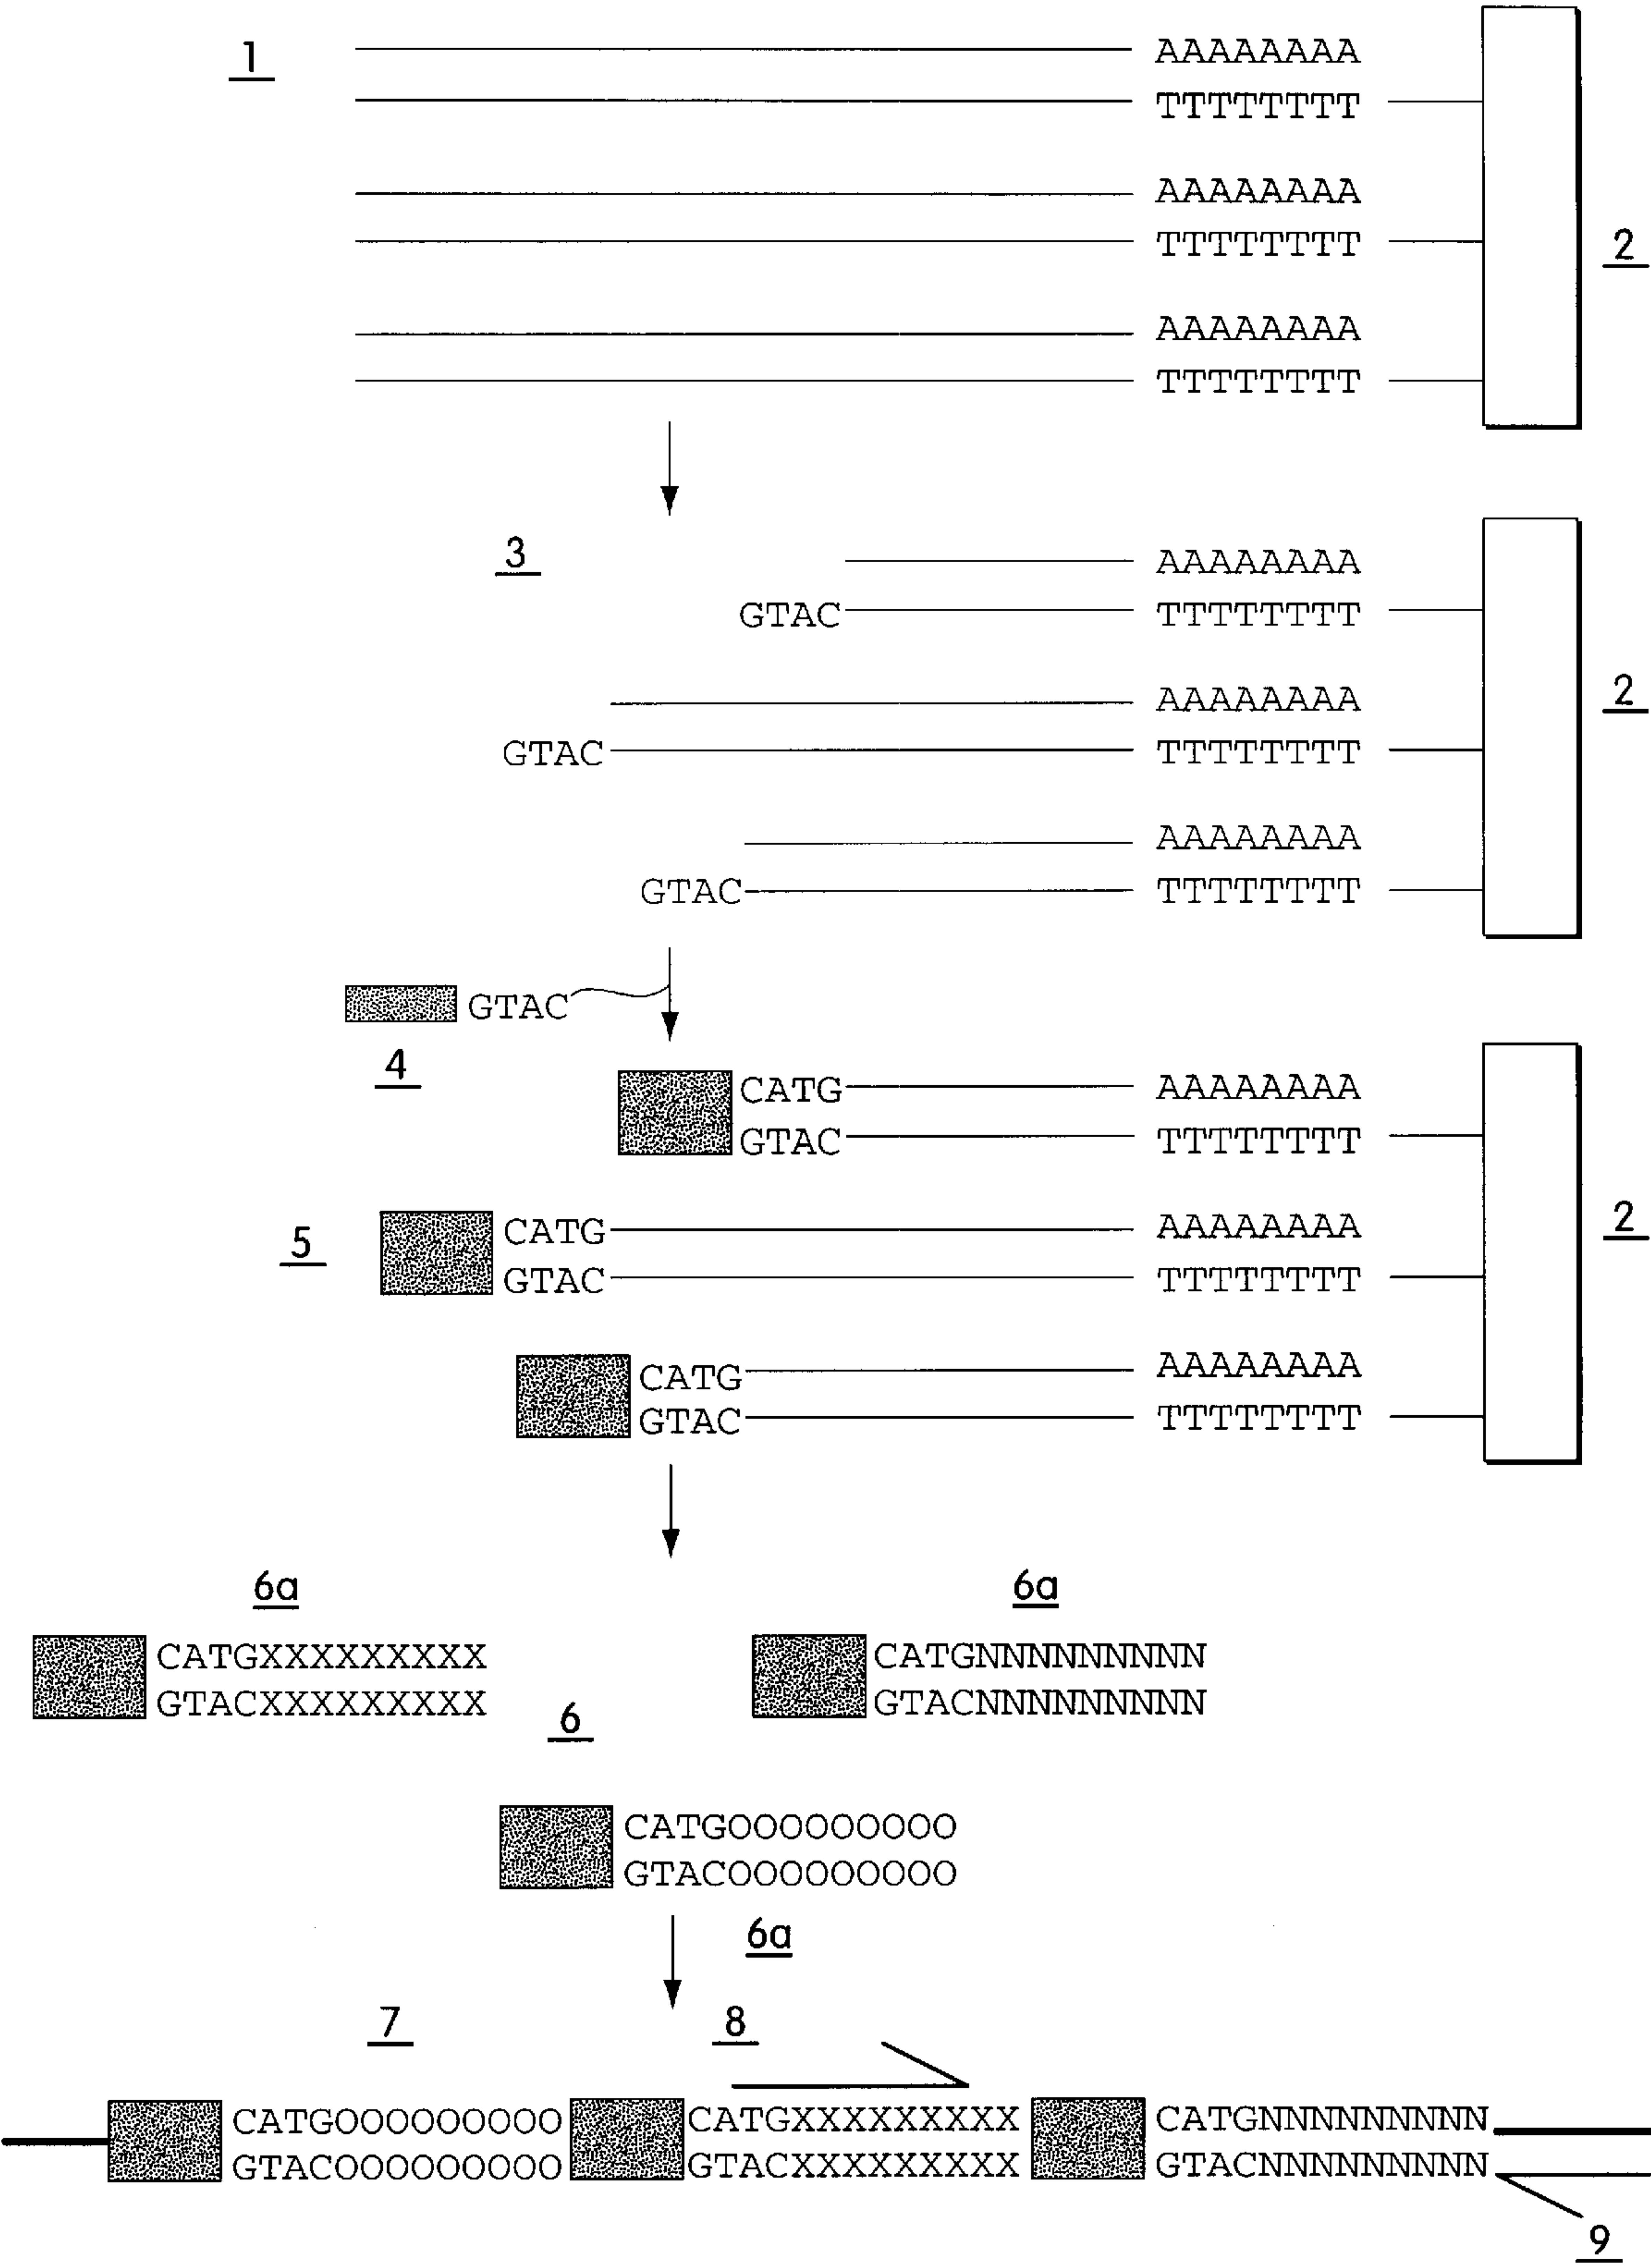 1
AAAAAAAA
TTTTTTTT
AAAAAAAA
TTTTTTTT
2
AAAAAAAA
TTTTTTTT
3
AAAAAAAA
GTAC TTTTTTTT
2
AAAAAAAA
GTAC TTTTTTTT
AAAAAAAA
GTAC TTTTTTTT
GTAC
4
CATG AAAAAAAA
GTAC TTTTTTTT
5
2
CATG AAAAAAAA
GTAC TTTTTTTT
CATG AAAAAAAA
GTAC TTTTTTTT
6a 6a
CATGXXXXXXXXX CATGNNNNNNNNN
GTACXXXXXXXXX GTACNNNNNNNNN
6
CATGOOOOOOOOO
GTACOOOOOOOOO
6a
7 8
CATGOOOOOOOOO CATGXXXXXXXXX CATGNNNNNNNNN
GTACOOOOOOOOO GTACXXXXXXXXX GTACNNNNNNNNN
9